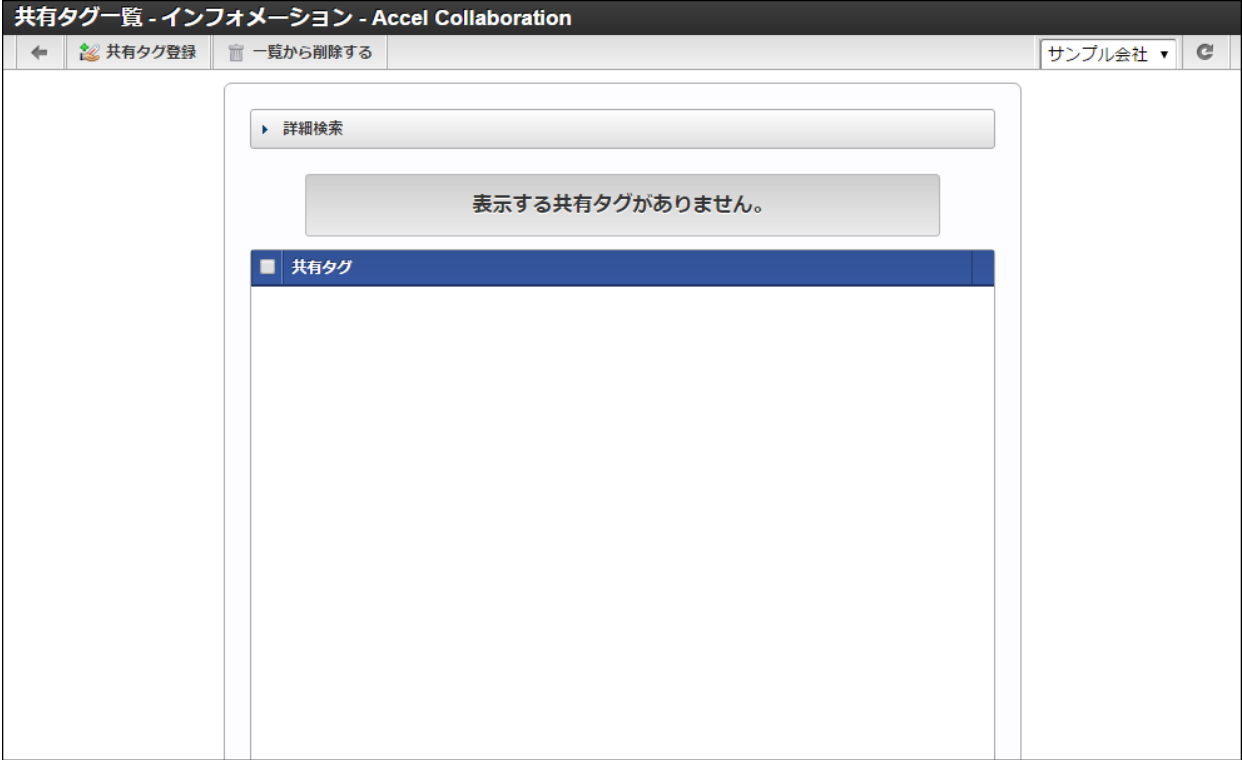 共有タグ一覧 - インフォメーション - Accel Collaboration
共有タグ登録 一覧から削除する サンプル会社
詳細検索
表示する共有タグがありません。
共有タグ